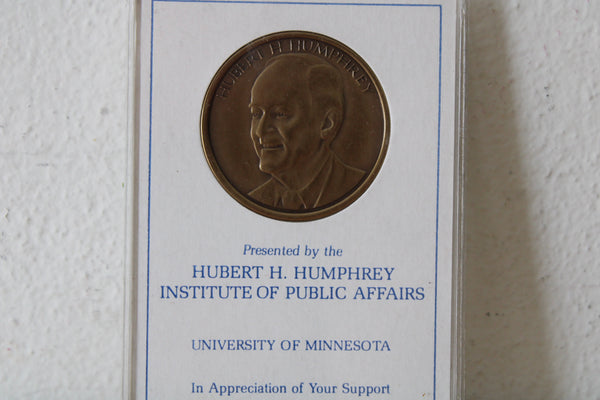 HUBERT H. HUMPHREY
Presented by the
HUBERT H. HUMPHREY
INSTITUTE OF PUBLIC AFFAIRS
UNIVERSITY OF MINNESOTA
In Appreciation of Your Support